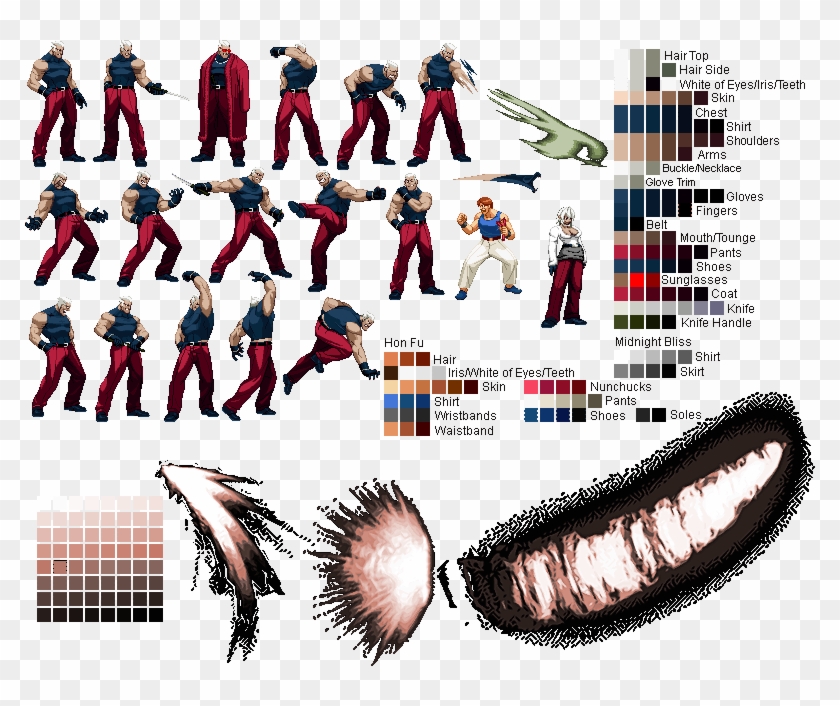 Hair Top
Hair Side
White of Eyes/Iris/Teeth
Skin
Chest
Shirt
Shoulders
Arms
Buckle/Necklace
Glove Trim
Gloves
Fingers
Belt
Mouth/Tounge
Pants
Shoes
Sunglasses
Coat
Knife
Knife Handle
Midnight Bliss
Shirt
Skirt
Hon Fu
Hair
Iris/White of Eyes/Teeth
Skin
Nunchucks
Shirt
Pants
Wristbands
Shoes
Soles
Waistband